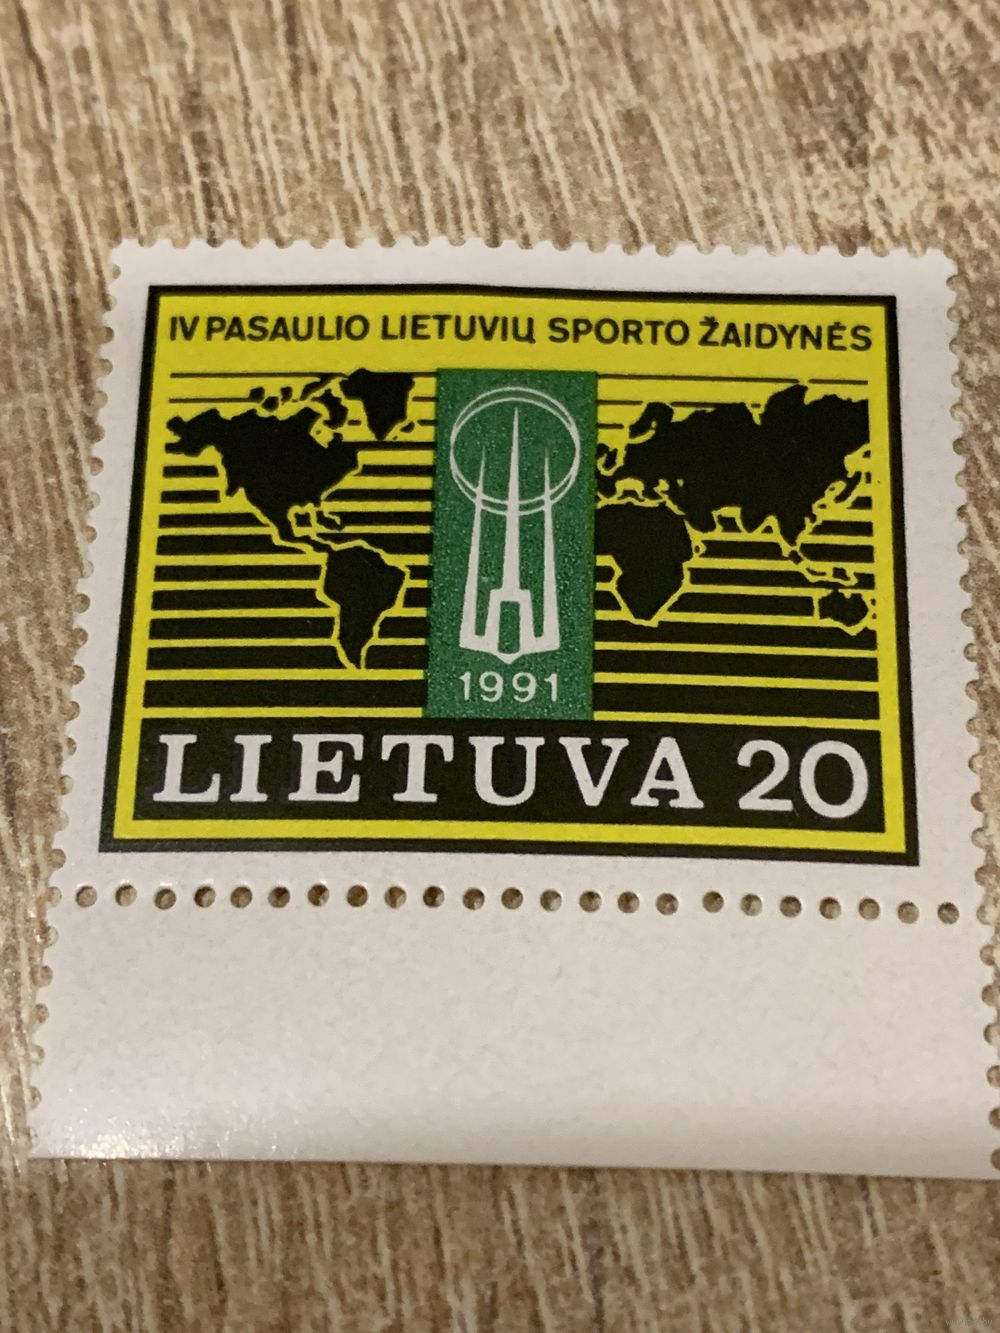 IV PASAULIO LIETUVIŲ SPORTO ŽAIDYNĖS
1991
LIETUVA 20